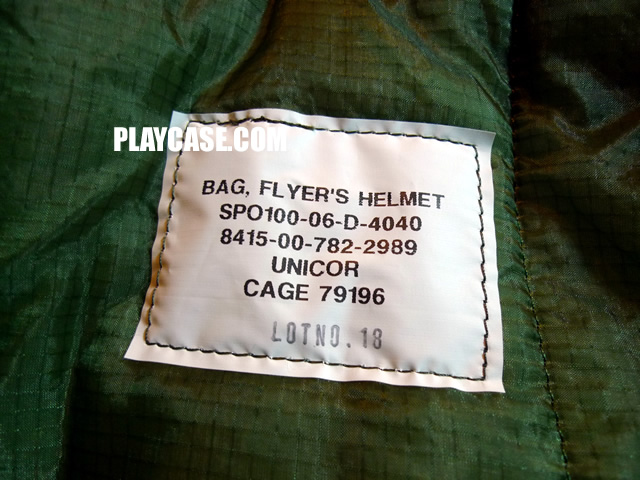 PLAYCASE.COM
BAG, FLYER'S HELMET
SPO100-06-D-4040
8415-00-782-2989
UNICOR
CAGE 79196
LOTNO.18